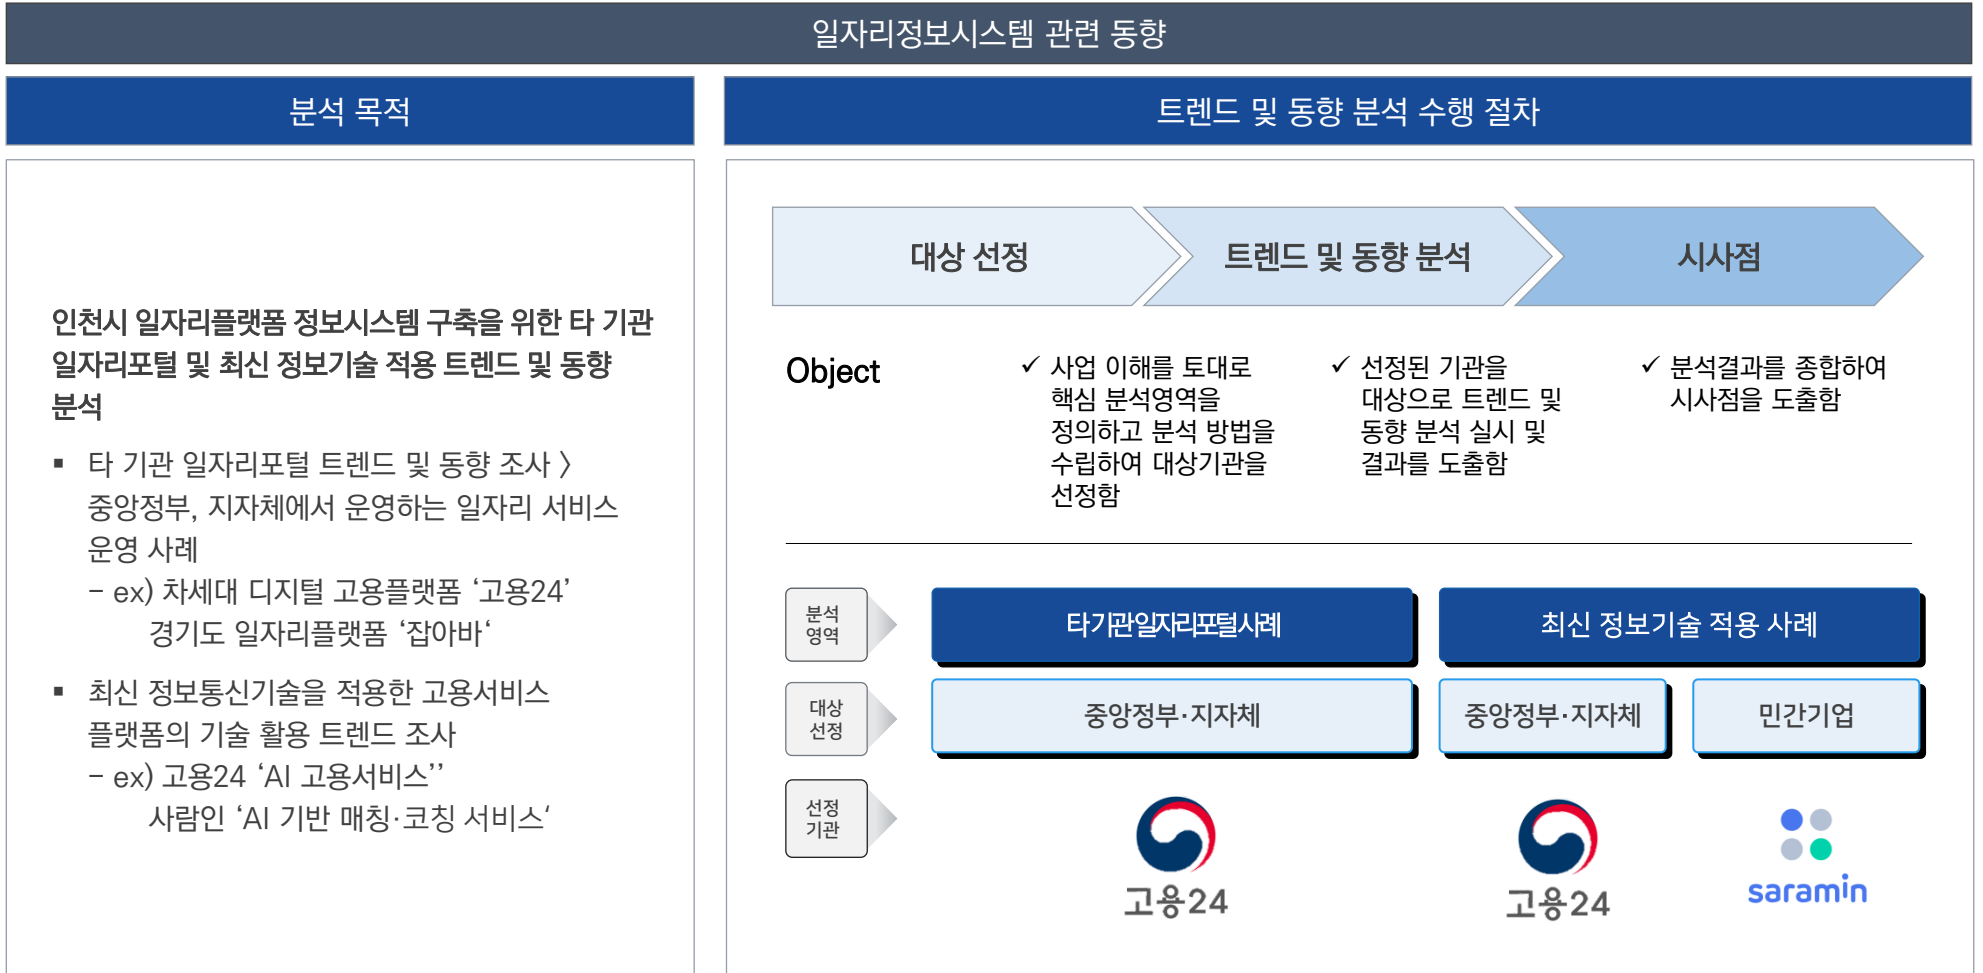 일자리정보시스템 관련 동향
분석 목적
인천시 일자리플랫폼 정보시스템 구축을 위한 타 기관
일자리포털 및 최신 정보기술 적용 트렌드 및 동향
분석
▪ 타 기관 일자리포털 트렌드 및 동향 조사 〉
중앙정부, 지자체에서 운영하는 일자리 서비스
운영 사례
- ex) 차세대 디지털 고용플랫폼 ‘고용24’
경기도 일자리플랫폼 ‘잡아바‘
▪ 최신 정보통신기술을 적용한 고용서비스
플랫폼의 기술 활용 트렌드 조사
- ex) 고용24 ‘AI 고용서비스’’
사람인 ‘AI 기반 매칭·코칭 서비스‘
트렌드 및 동향 분석 수행 절차
대상 선정
트렌드 및 동향 분석
시사점
Object
✓ 사업 이해를 토대로
핵심 분석영역을
정의하고 분석 방법을
수립하여 대상기관을
선정함
✓ 선정된 기관을
대상으로 트렌드 및
동향 분석 실시 및
결과를 도출함
✓ 분석결과를 종합하여
시사점을 도출함
분석
영역
타기관일자리포털사례
최신 정보기술 적용 사례
대상
선정
중앙정부·지자체
중앙정부·지자체
민간기업
선정
기관
고용24
고용24
saramin